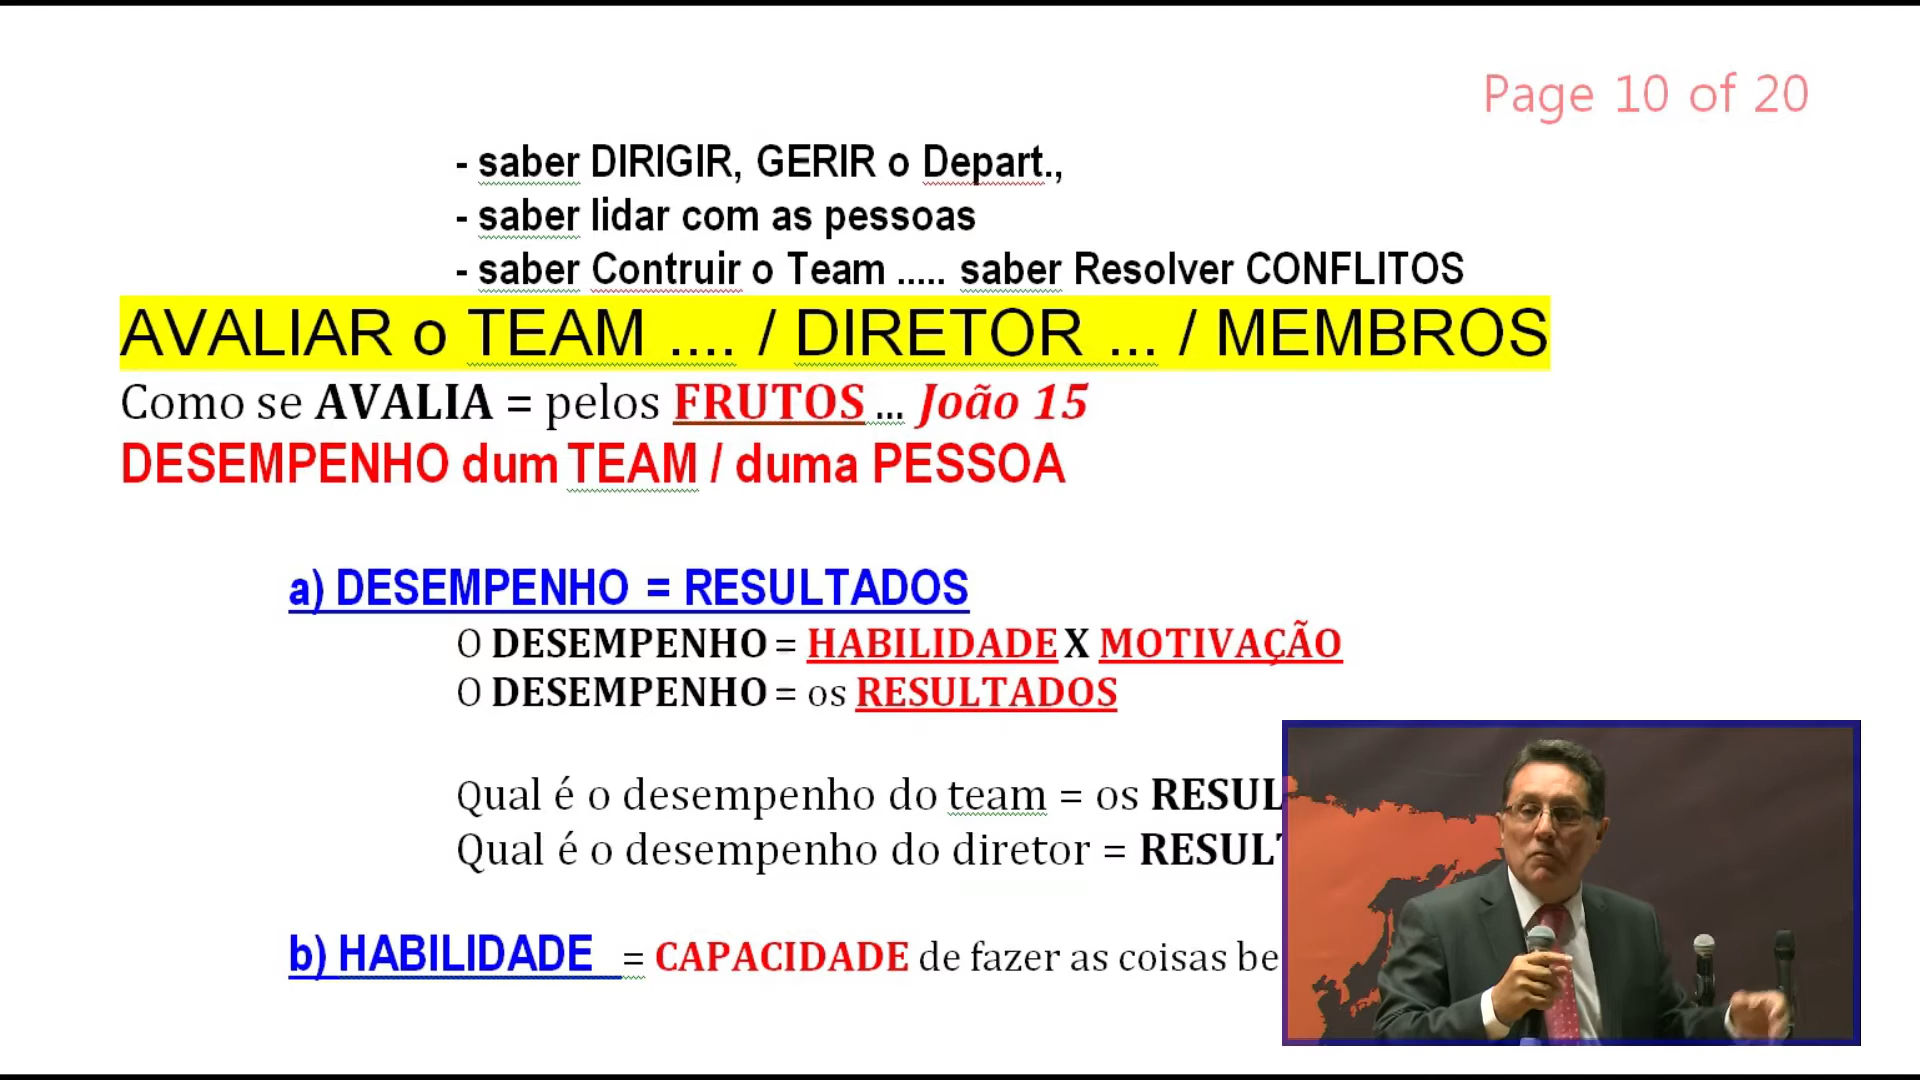 Page 10 of 20
- saber DIRIGIR, GERIR o Depart.,
- saber lidar com as pessoas
- saber Contruir o Team ..... saber Resolver CONFLITOS
AVALIAR o TEAM .... / DIRETOR ... / MEMBROS
Como se AVALIA = pelos FRUTOS ... João 15
DESEMPENHO dum TEAM / duma PESSOA
a) DESEMPENHO = RESULTADOS
O DESEMPENHO = HABILIDADE X MOTIVAÇÃO
O DESEMPENHO = os RESULTADOS
Qual é o desempenho do team = os RESUL
Qual é o desempenho do diretor = RESULT
b) HABILIDADE = CAPACIDADE de fazer as coisas be